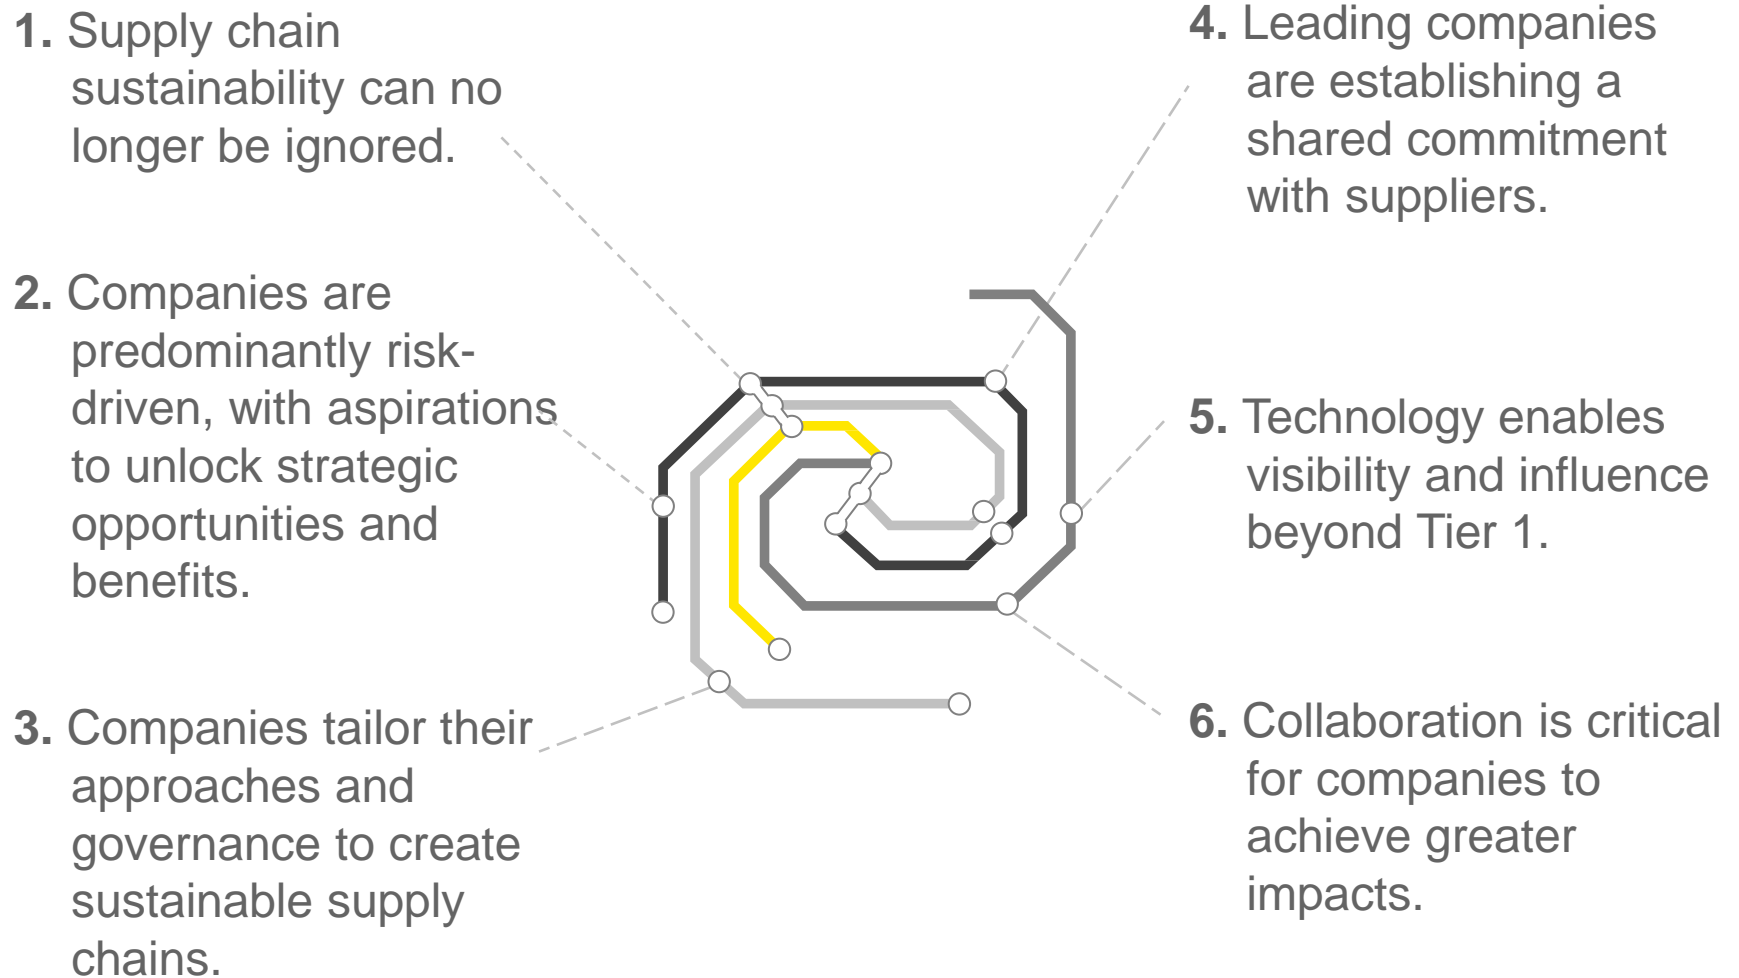 1. Supply chain
sustainability can no
longer be ignored.
2. Companies are
predominantly risk-
driven, with aspirations
to unlock strategic
opportunities and
benefits.
3. Companies tailor their
approaches and
governance to create
sustainable supply
chains.
4. Leading companies
are establishing a
shared commitment
with suppliers.
5. Technology enables
visibility and influence
beyond Tier 1.
6. Collaboration is critical
for companies to
achieve greater
impacts.